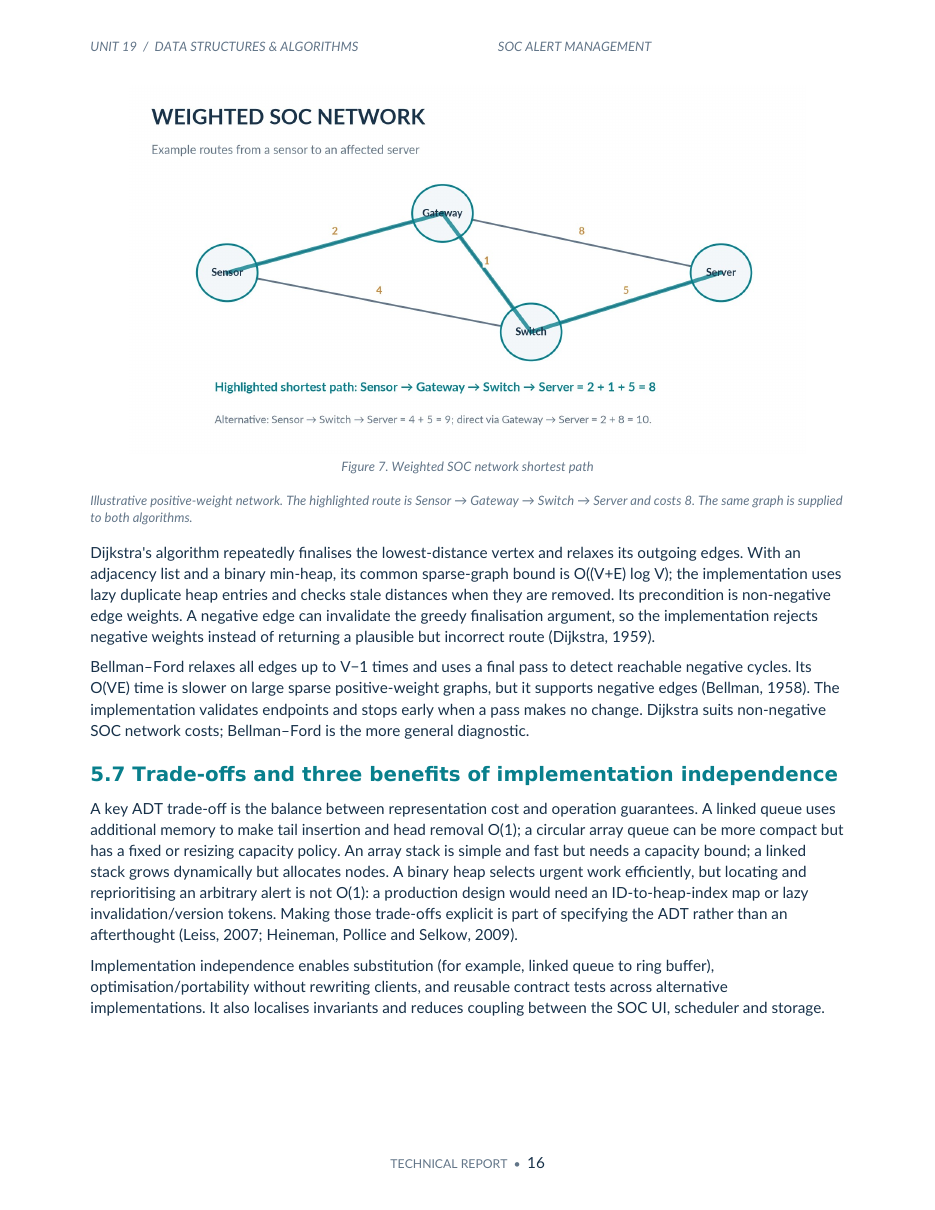 UNIT 19 / DATA STRUCTURES & ALGORITHMS SOC ALERT MANAGEMENT
WEIGHTED SOC NETWORK
Example routes from a sensor to an affected server
Gateway
2
8
1
Sensor
Server
4
5
Switch
Highlighted shortest path: Sensor → Gateway → Switch → Server = 2 + 1 + 5 = 8
Alternative: Sensor → Switch → Server = 4 + 5 = 9; direct via Gateway → Server = 2 + 8 = 10.
Figure 7. Weighted SOC network shortest path
Illustrative positive-weight network. The highlighted route is Sensor → Gateway → Switch → Server and costs 8. The same graph is supplied
to both algorithms.
Dijkstra's algorithm repeatedly finalises the lowest-distance vertex and relaxes its outgoing edges. With an
adjacency list and a binary min-heap, its common sparse-graph bound is O((V+E) log V); the implementation uses
lazy duplicate heap entries and checks stale distances when they are removed. Its precondition is non-negative
edge weights. A negative edge can invalidate the greedy finalisation argument, so the implementation rejects
negative weights instead of returning a plausible but incorrect route (Dijkstra, 1959).
Bellman–Ford relaxes all edges up to V−1 times and uses a final pass to detect reachable negative cycles. Its
O(VE) time is slower on large sparse positive-weight graphs, but it supports negative edges (Bellman, 1958). The
implementation validates endpoints and stops early when a pass makes no change. Dijkstra suits non-negative
SOC network costs; Bellman–Ford is the more general diagnostic.
5.7 Trade-offs and three benefits of implementation independence
A key ADT trade-off is the balance between representation cost and operation guarantees. A linked queue uses
additional memory to make tail insertion and head removal O(1); a circular array queue can be more compact but
has a fixed or resizing capacity policy. An array stack is simple and fast but needs a capacity bound; a linked
stack grows dynamically but allocates nodes. A binary heap selects urgent work efficiently, but locating and
reprioritising an arbitrary alert is not O(1): a production design would need an ID-to-heap-index map or lazy
invalidation/version tokens. Making those trade-offs explicit is part of specifying the ADT rather than an
afterthought (Leiss, 2007; Heineman, Pollice and Selkow, 2009).
Implementation independence enables substitution (for example, linked queue to ring buffer),
optimisation/portability without rewriting clients, and reusable contract tests across alternative
implementations. It also localises invariants and reduces coupling between the SOC UI, scheduler and storage.
TECHNICAL REPORT • 16